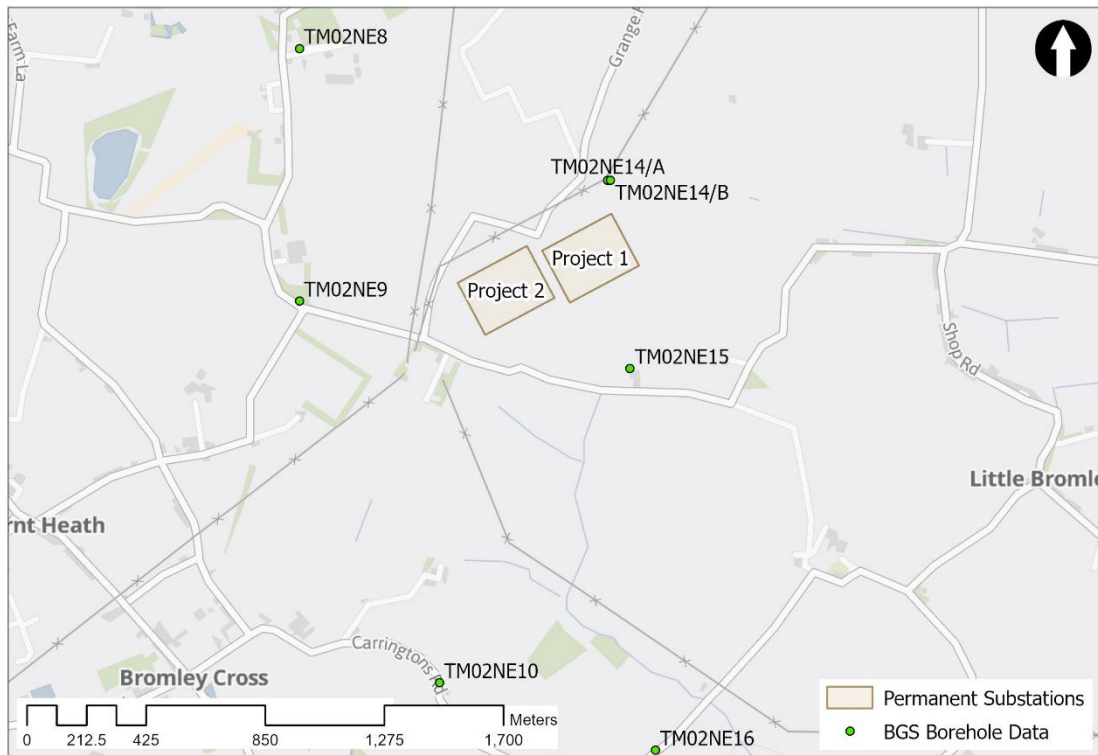 TM02NE8
Farm La
Grange R
TM02NE14/A
TM02NE14/B
Project 1
Project 2
TM02NE9
TM02NE15
Shop Rd
Little Bromle
rnt Heath
Carringtons Rd
Bromley Cross
TM02NE10
TM02NE16
Permanent Substations
BGS Borehole Data
Meters
0 212.5 425 850 1,275 1,700